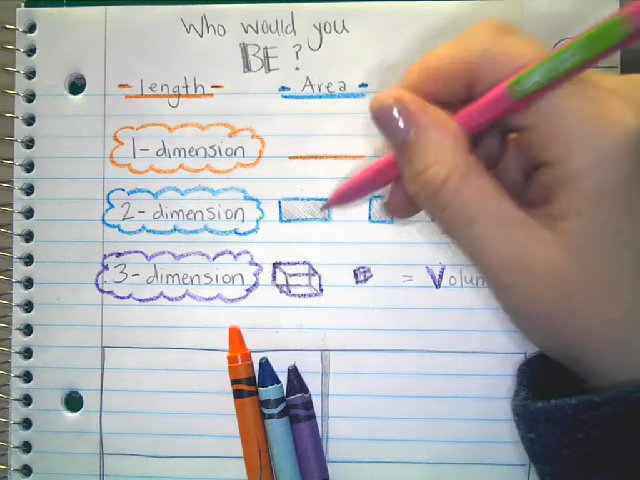 Who would you
BE?
- Length - - Area -
1-dimension
2-dimension
3-dimension = Volum